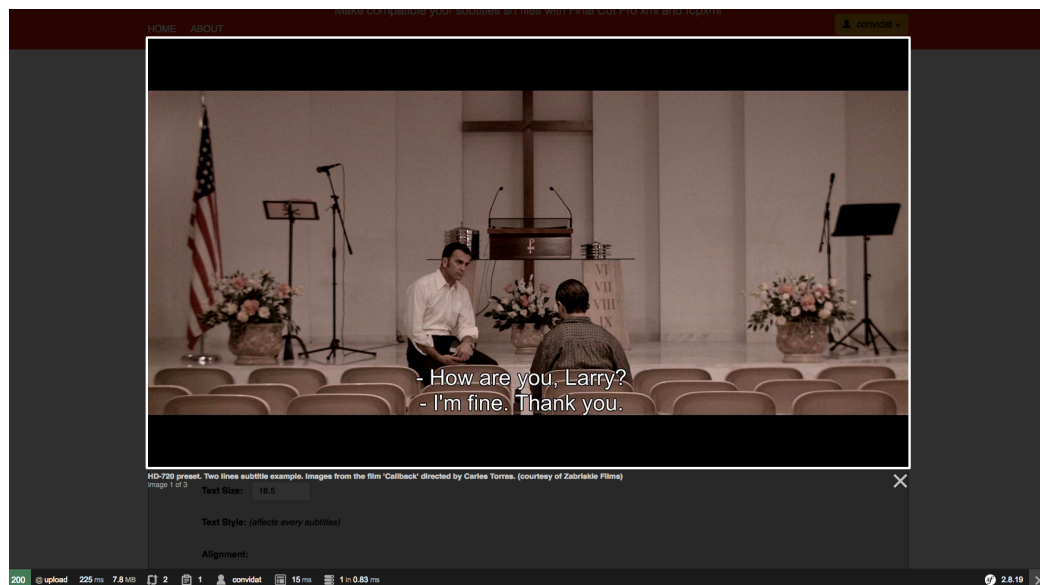 Make compatible your subtitles srt files with Final Cut Pro xml and fcpxml
HOME ABOUT
convidat
VI
VII
VIII
IX
- How are you, Larry?
- I'm fine. Thank you.
HD-720 preset. Two lines subtitle example. Images from the film 'Callback' directed by Carles Torras. (courtesy of Zabriskie Films)
Image 1 of 3
Text Size: 18.5
Text Style: (affects every subtitles)
Alignment:
200 @ upload 225 ms 7.8 MB 2 1 convidat 15 ms 1 in 0.83 ms 2.8.19